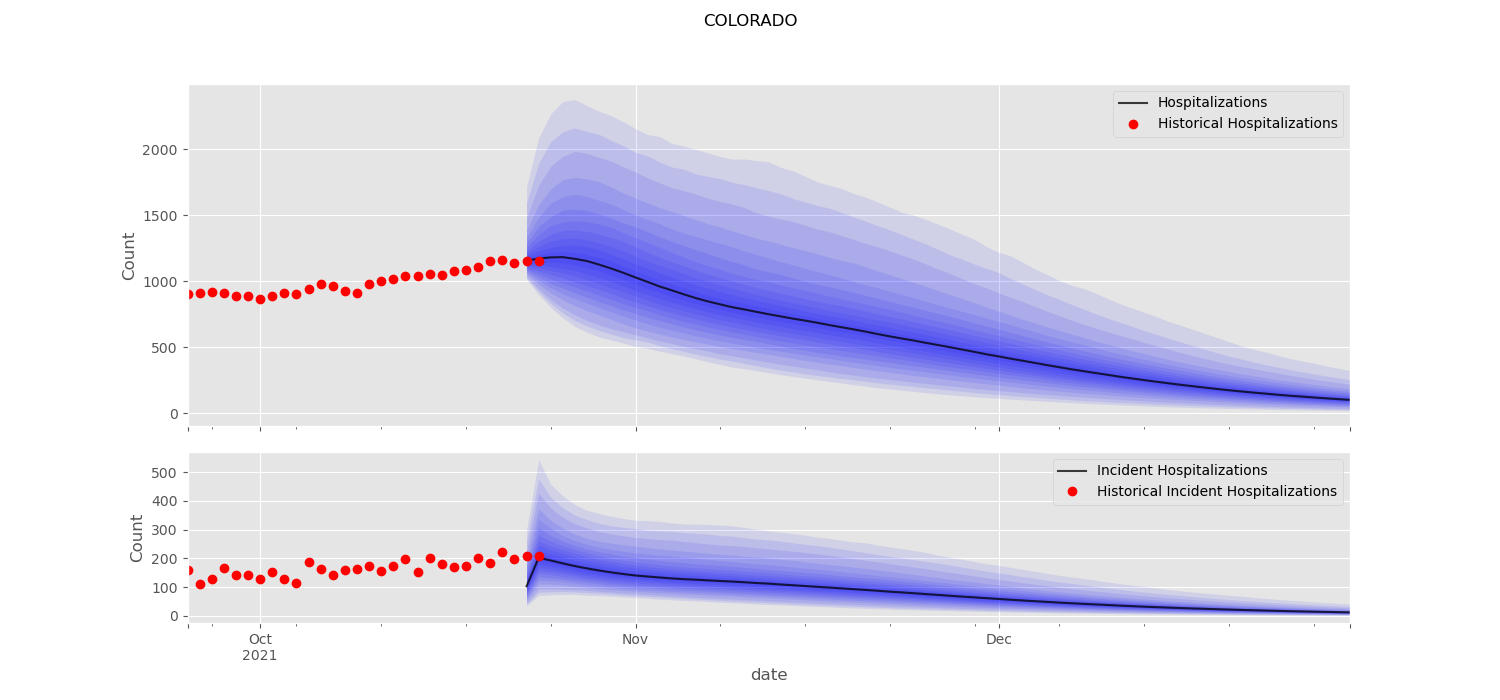 COLORADO
Hospitalizations
Historical Hospitalizations
2000
1500
1000
500
0
Count
Incident Hospitalizations
Historical Incident Hospitalizations
500
400
300
200
100
0
Count
Oct
2021
Nov
Dec
date